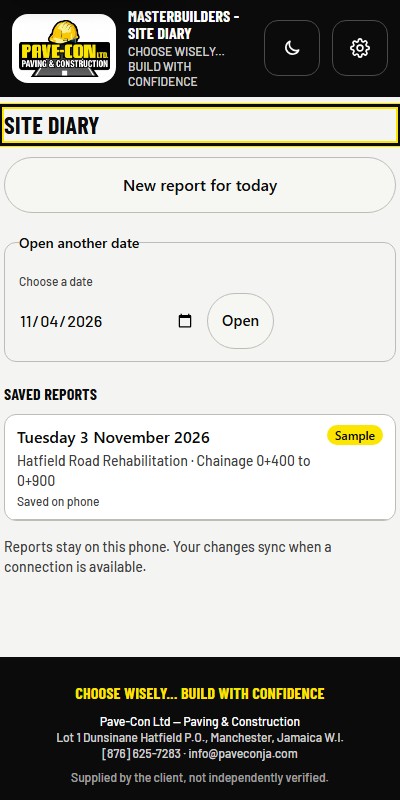 PAVE-CON LTD.
PAVING & CONSTRUCTION
MASTERBUILDERS -
SITE DIARY
CHOOSE WISELY...
BUILD WITH
CONFIDENCE
SITE DIARY
New report for today
Open another date
Choose a date
11/04/2026
Open
SAVED REPORTS
Tuesday 3 November 2026
Sample
Hatfield Road Rehabilitation · Chainage 0+400 to
0+900
Saved on phone
Reports stay on this phone. Your changes sync when a
connection is available.
CHOOSE WISELY... BUILD WITH CONFIDENCE
Pave-Con Ltd — Paving & Construction
Lot 1 Dunsinane Hatfield P.O., Manchester, Jamaica W.I.
[876] 625-7283 · info@paveconja.com
Supplied by the client, not independently verified.